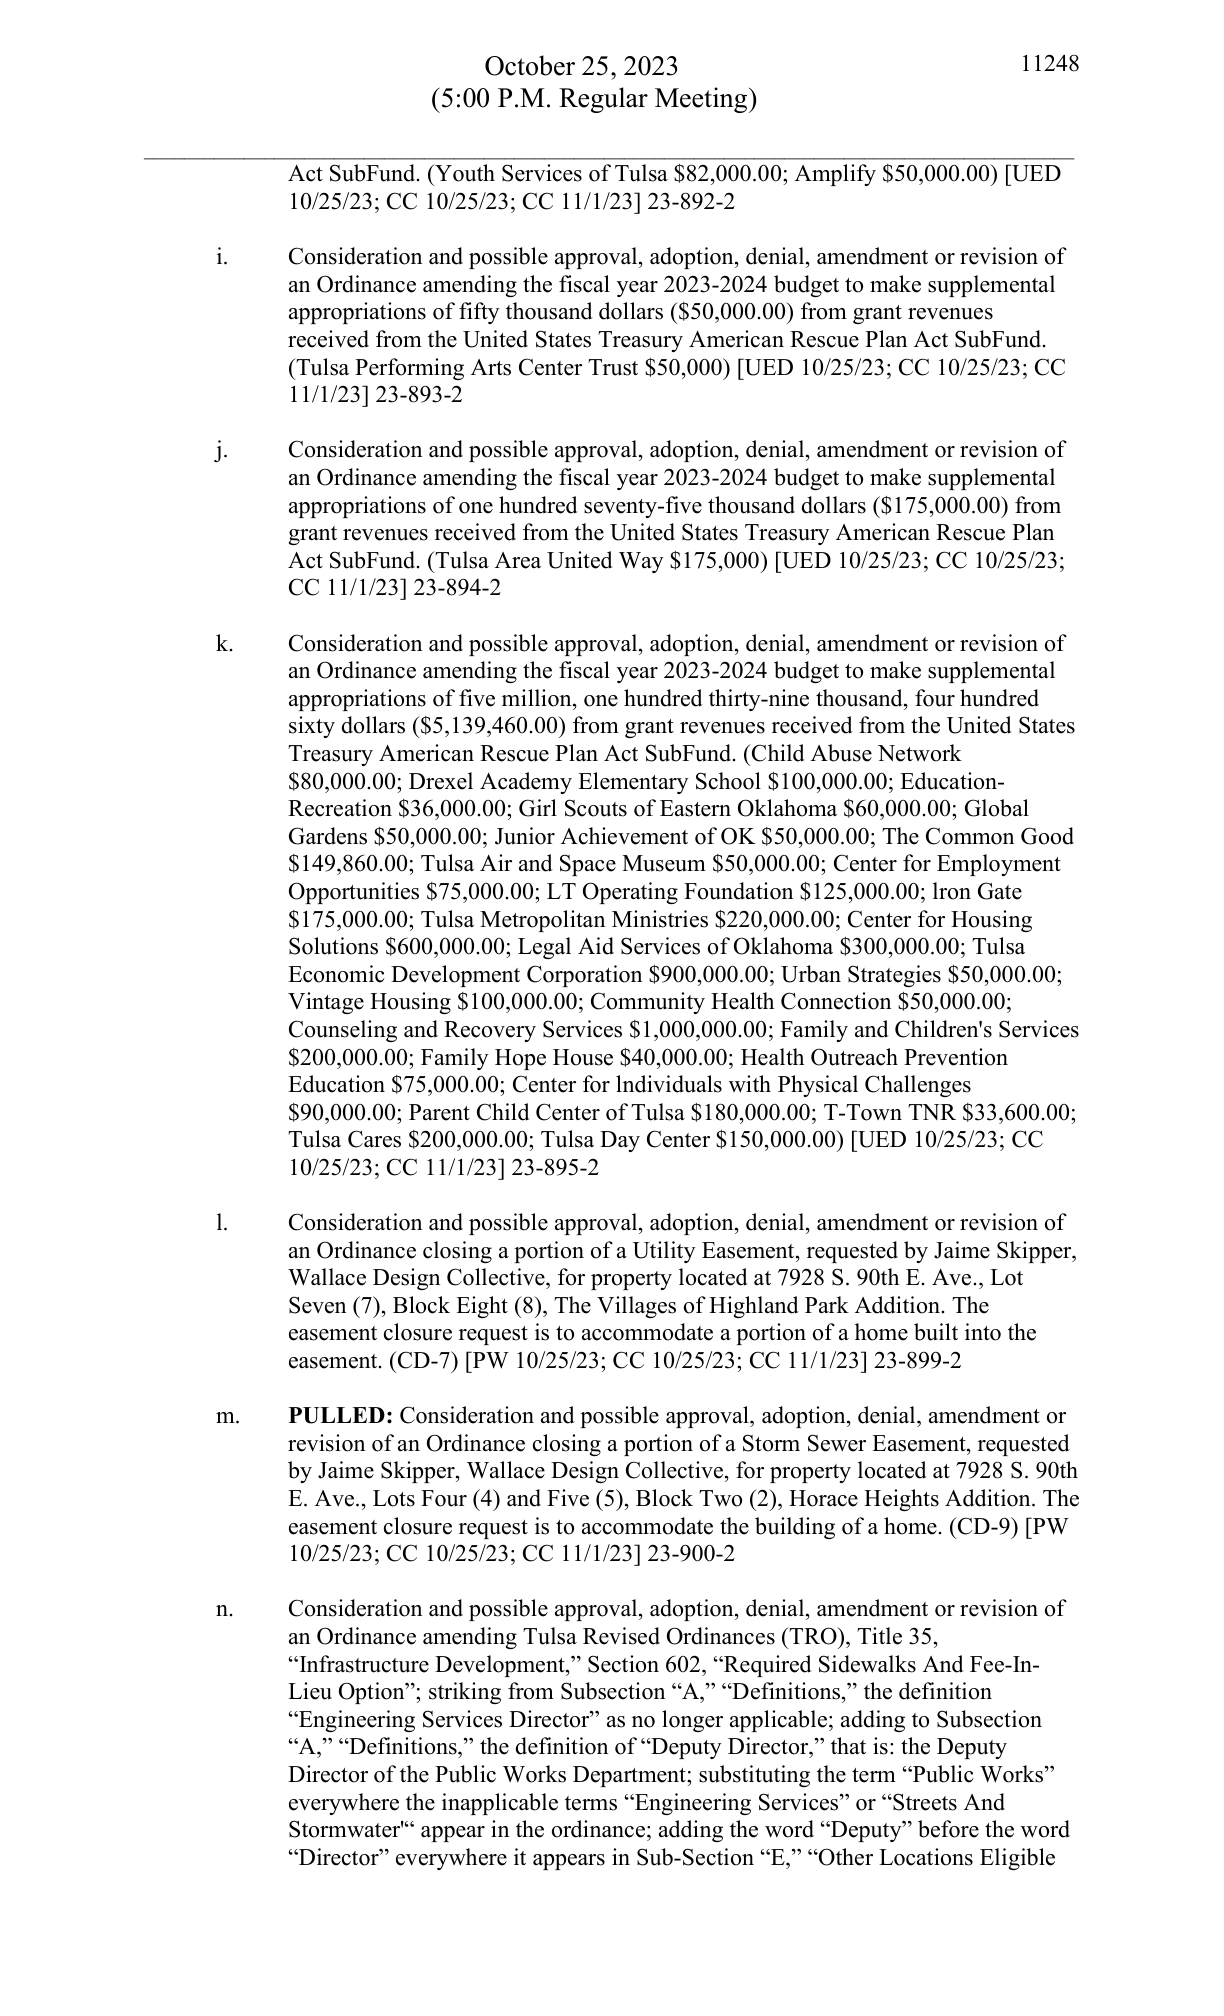 October 25, 2023
11248
(5:00 P.M. Regular Meeting)
Act SubFund. (Youth Services of Tulsa $82,000.00; Amplify $50,000.00) [UED
10/25/23; CC 10/25/23; CC 11/1/23] 23-892-2
i. Consideration and possible approval, adoption, denial, amendment or revision of
an Ordinance amending the fiscal year 2023-2024 budget to make supplemental
appropriations of fifty thousand dollars ($50,000.00) from grant revenues
received from the United States Treasury American Rescue Plan Act SubFund.
(Tulsa Performing Arts Center Trust $50,000) [UED 10/25/23; CC 10/25/23; CC
11/1/23] 23-893-2
j. Consideration and possible approval, adoption, denial, amendment or revision of
an Ordinance amending the fiscal year 2023-2024 budget to make supplemental
appropriations of one hundred seventy-five thousand dollars ($175,000.00) from
grant revenues received from the United States Treasury American Rescue Plan
Act SubFund. (Tulsa Area United Way $175,000) [UED 10/25/23; CC 10/25/23;
CC 11/1/23] 23-894-2
k. Consideration and possible approval, adoption, denial, amendment or revision of
an Ordinance amending the fiscal year 2023-2024 budget to make supplemental
appropriations of five million, one hundred thirty-nine thousand, four hundred
sixty dollars ($5,139,460.00) from grant revenues received from the United States
Treasury American Rescue Plan Act SubFund. (Child Abuse Network
$80,000.00; Drexel Academy Elementary School $100,000.00; Education-
Recreation $36,000.00; Girl Scouts of Eastern Oklahoma $60,000.00; Global
Gardens $50,000.00; Junior Achievement of OK $50,000.00; The Common Good
$149,860.00; Tulsa Air and Space Museum $50,000.00; Center for Employment
Opportunities $75,000.00; LT Operating Foundation $125,000.00; lron Gate
$175,000.00; Tulsa Metropolitan Ministries $220,000.00; Center for Housing
Solutions $600,000.00; Legal Aid Services of Oklahoma $300,000.00; Tulsa
Economic Development Corporation $900,000.00; Urban Strategies $50,000.00;
Vintage Housing $100,000.00; Community Health Connection $50,000.00;
Counseling and Recovery Services $1,000,000.00; Family and Children's Services
$200,000.00; Family Hope House $40,000.00; Health Outreach Prevention
Education $75,000.00; Center for lndividuals with Physical Challenges
$90,000.00; Parent Child Center of Tulsa $180,000.00; T-Town TNR $33,600.00;
Tulsa Cares $200,000.00; Tulsa Day Center $150,000.00) [UED 10/25/23; CC
10/25/23; CC 11/1/23] 23-895-2
l. Consideration and possible approval, adoption, denial, amendment or revision of
an Ordinance closing a portion of a Utility Easement, requested by Jaime Skipper,
Wallace Design Collective, for property located at 7928 S. 90th E. Ave., Lot
Seven (7), Block Eight (8), The Villages of Highland Park Addition. The
easement closure request is to accommodate a portion of a home built into the
easement. (CD-7) [PW 10/25/23; CC 10/25/23; CC 11/1/23] 23-899-2
m. PULLED: Consideration and possible approval, adoption, denial, amendment or
revision of an Ordinance closing a portion of a Storm Sewer Easement, requested
by Jaime Skipper, Wallace Design Collective, for property located at 7928 S. 90th
E. Ave., Lots Four (4) and Five (5), Block Two (2), Horace Heights Addition. The
easement closure request is to accommodate the building of a home. (CD-9) [PW
10/25/23; CC 10/25/23; CC 11/1/23] 23-900-2
n. Consideration and possible approval, adoption, denial, amendment or revision of
an Ordinance amending Tulsa Revised Ordinances (TRO), Title 35,
“Infrastructure Development,” Section 602, “Required Sidewalks And Fee-In-
Lieu Option”; striking from Subsection “A,” “Definitions,” the definition
“Engineering Services Director” as no longer applicable; adding to Subsection
“A,” “Definitions,” the definition of “Deputy Director,” that is: the Deputy
Director of the Public Works Department; substituting the term “Public Works”
everywhere the inapplicable terms “Engineering Services” or “Streets And
Stormwater'“ appear in the ordinance; adding the word “Deputy” before the word
“Director” everywhere it appears in Sub-Section “E,” “Other Locations Eligible